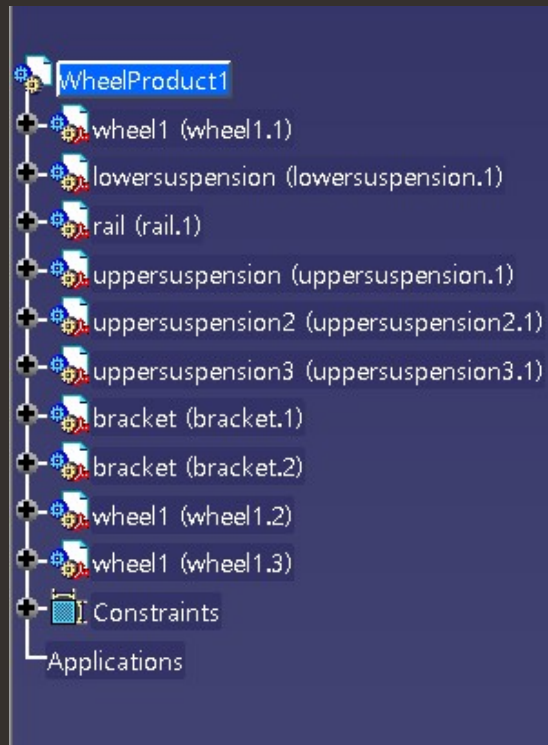 WheelProduct1
wheel1 (wheel1.1)
lowersuspension (lowersuspension.1)
rail (rail.1)
uppersuspension (uppersuspension.1)
uppersuspension2 (uppersuspension2.1)
uppersuspension3 (uppersuspension3.1)
bracket (bracket.1)
bracket (bracket.2)
wheel1 (wheel1.2)
wheel1 (wheel1.3)
Constraints
Applications